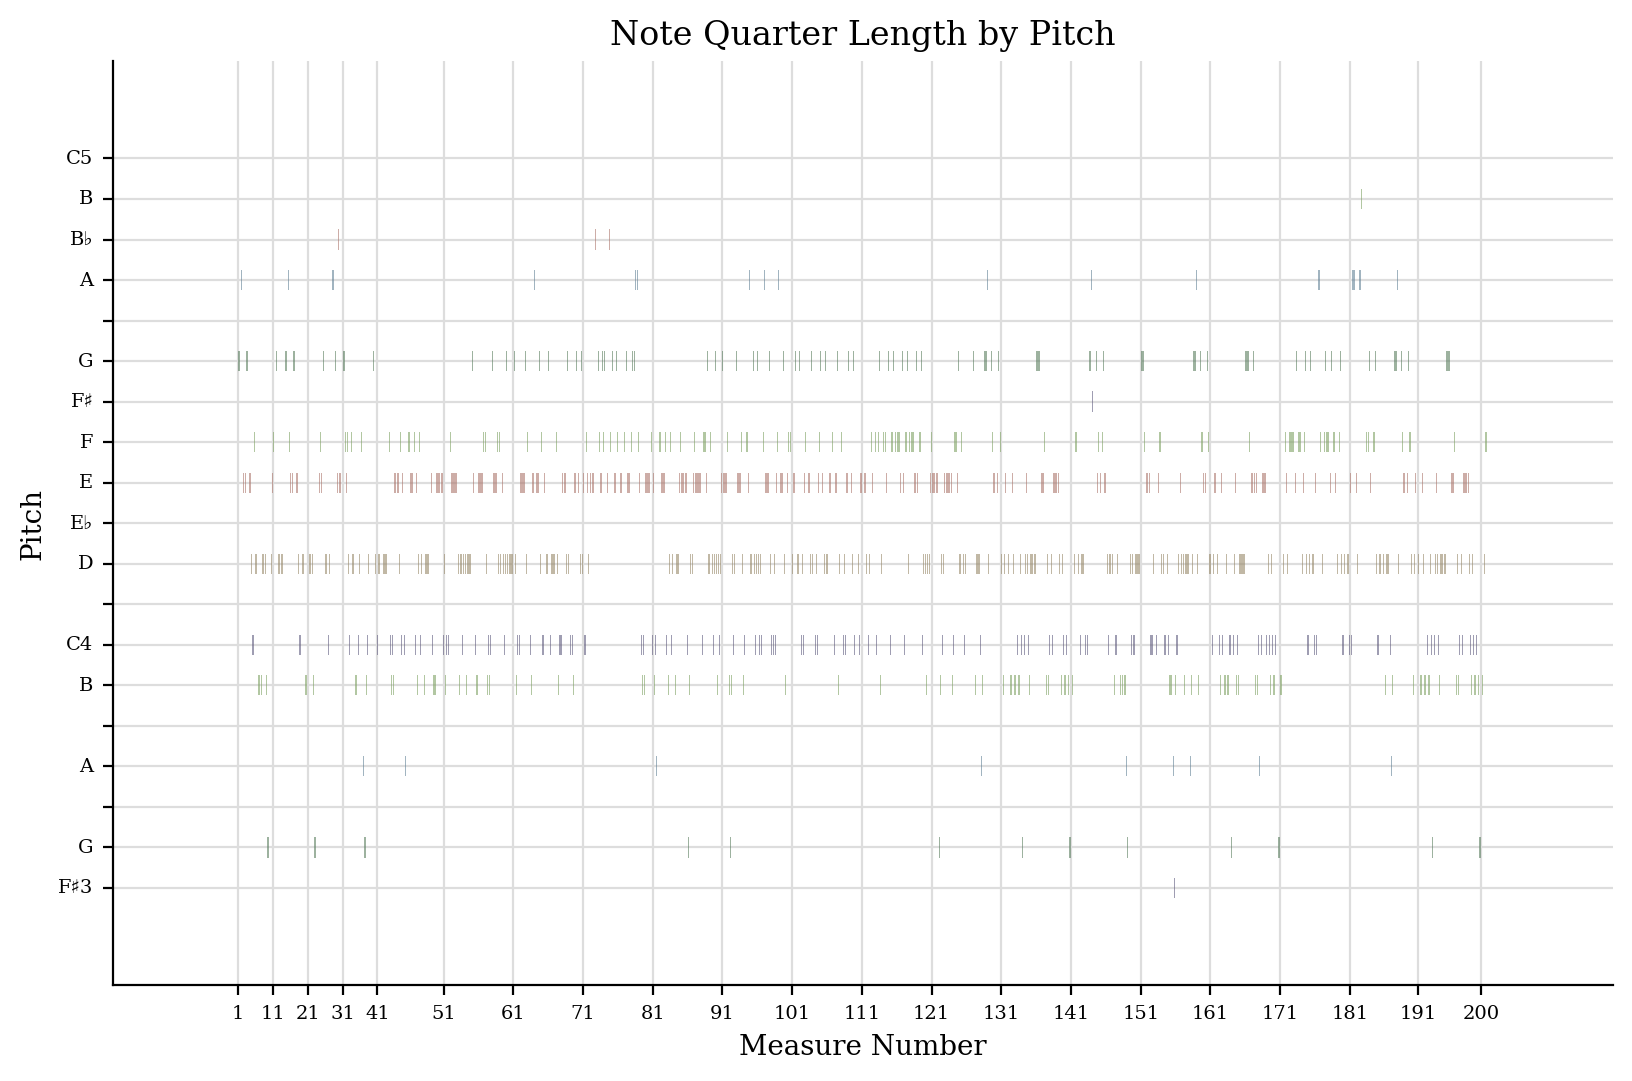 Note Quarter Length by Pitch
C5
B
B♭
A
G
F♯
F
E
E♭
D
C4
B
A
G
F♯3
Pitch
1 11 21 31 41 51 61 71 81 91 101 111 121 131 141 151 161 171 181 191 200
Measure Number